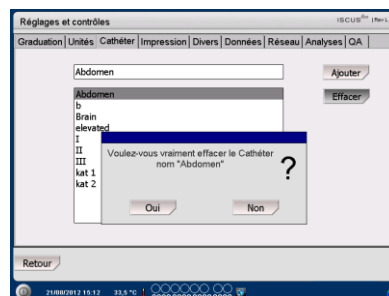 Réglages et contrôles
ISCUS
Graduation Unités Cathéter Impression Divers Données Réseau Analyses QA
Abdomen
Ajouter
Abdomen
Effacer
b
Brain
elevated
I
II
III
kat 1
kat 2
Voulez-vous vraiment effacer le Cathéter
nom "Abdomen"
?
Oui
Non
Retour
21/08/2012 15:12 33,5 °C